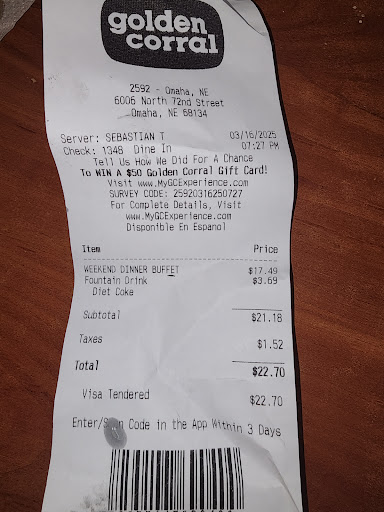 golden
corral
2592 - Omaha, NE
6006 North 72nd Street
Omaha, NE 68134
Server: SEBASTIAN T 03/16/2025
Check: 1348 Dine In 07:27 PM
Tell Us How We Did For A Chance
To WIN A $50 Golden Corral Gift Card!
Visit www.MyGCExperience.com
SURVEY CODE: 25920316250727
For Complete Details, Visit
www.MyGCExperience.com
Disponible En Espanol
Item Price
WEEKEND DINNER BUFFET $17.49
Fountain Drink $3.69
Diet Coke
Subtotal $21.18
Taxes $1.52
Total $22.70
Visa Tendered $22.70
Enter/Scan Code in the App Within 3 Days